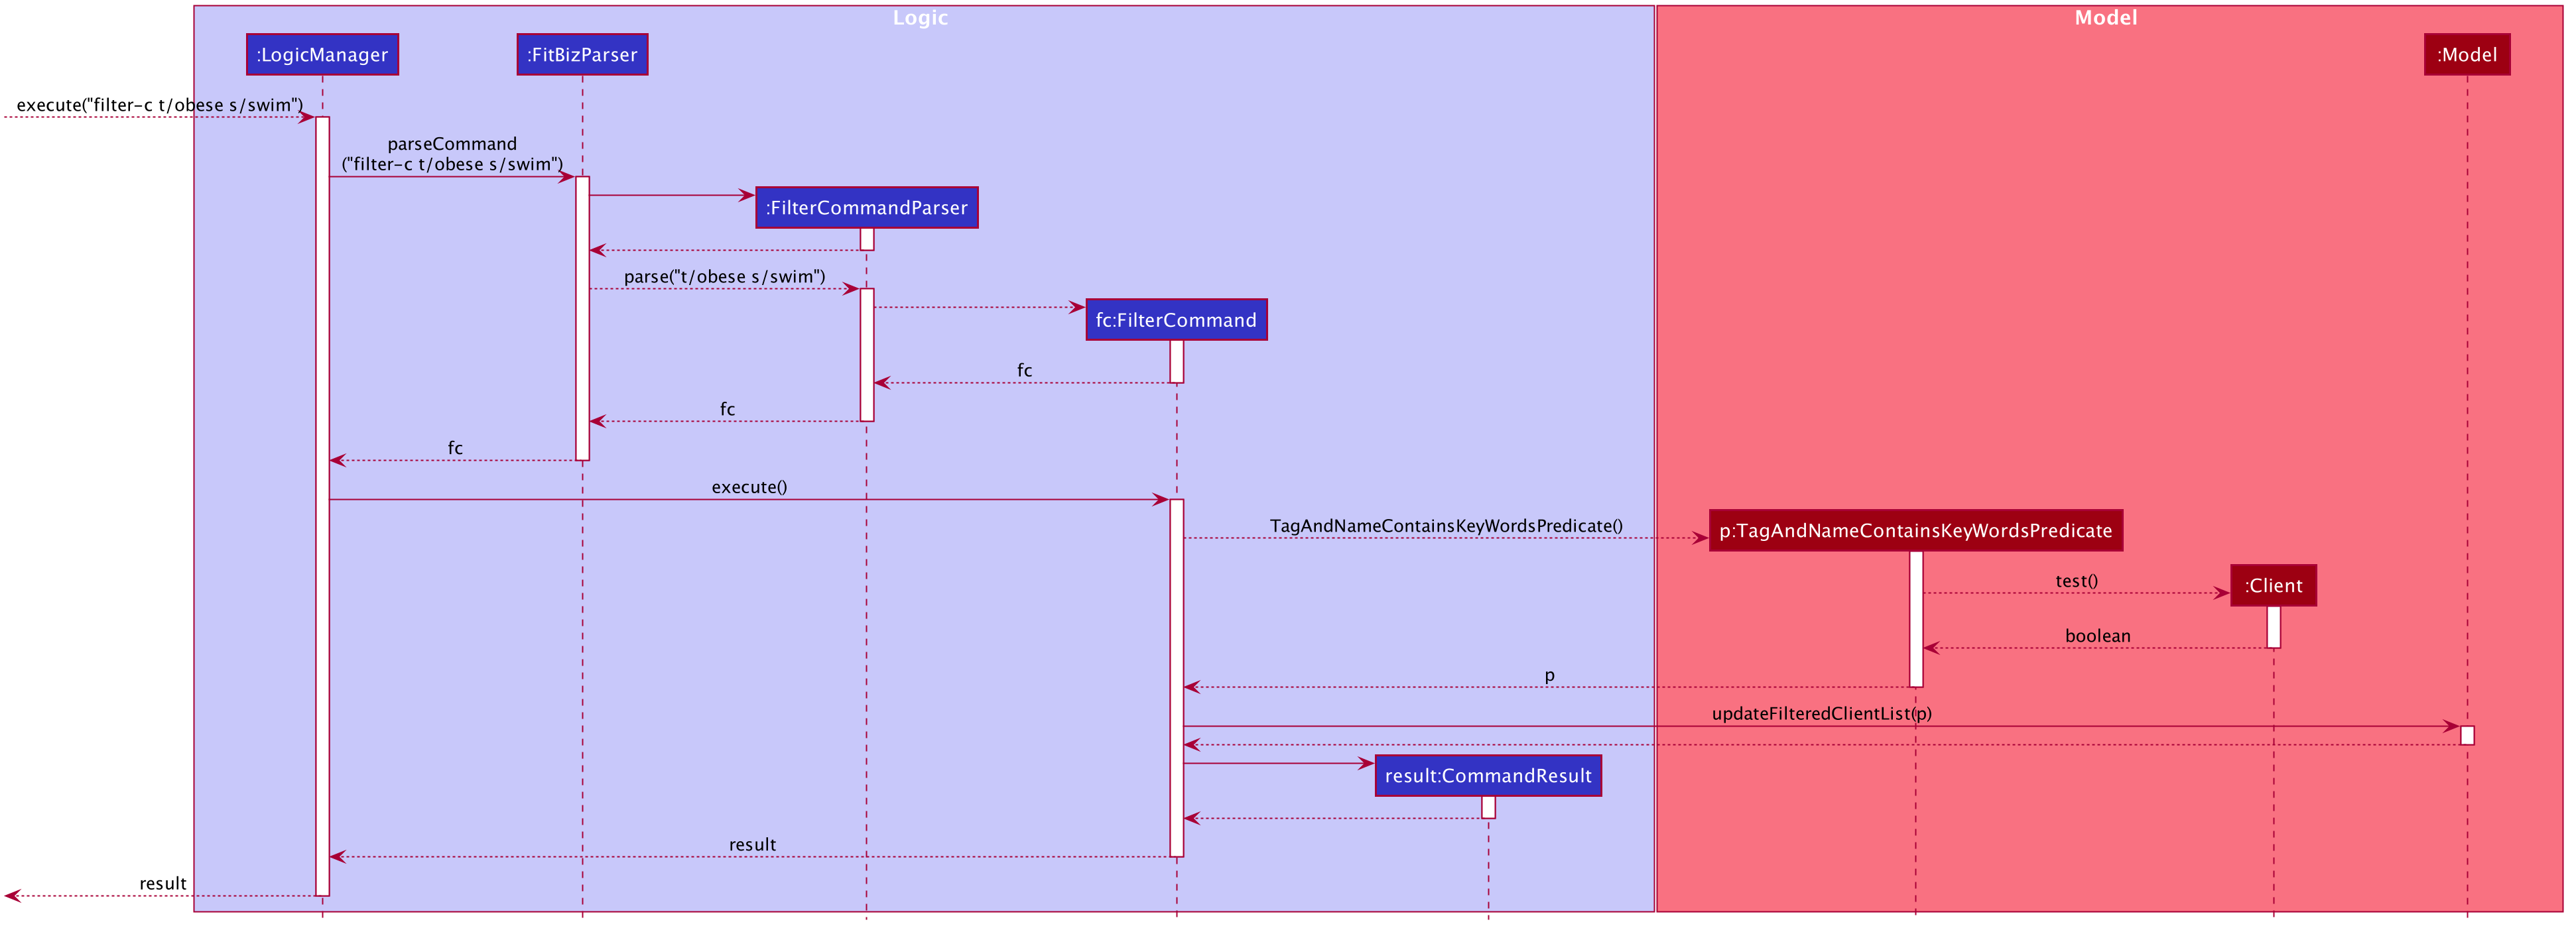 Logic
Model
:LogicManager
:FitBizParser
:Model
execute("filter-c t/obese s/swim")
parseCommand
("filter-c t/obese s/swim")
:FilterCommandParser
parse("t/obese s/swim")
fc:FilterCommand
fc
fc
fc
execute()
TagAndNameContainsKeyWordsPredicate()
p:TagAndNameContainsKeyWordsPredicate
test()
:Client
boolean
p
updateFilteredClientList(p)
result:CommandResult
result
result